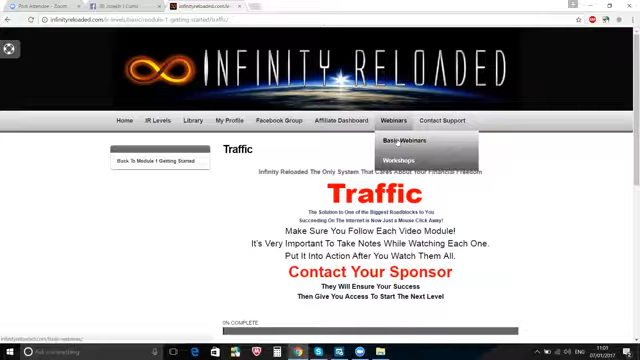 Post Attendee - Zoom
infinityreloaded.com/ir-levels/basic/module-1-getting-started/traffic/
INFINITY RELOADED
Home IR Levels Library My Profile Facebook Group Affiliate Dashboard Webinars Contact Support
Basic Webinars
Workshops
Back To Module 1 Getting Started
Traffic
Infinity Reloaded The Only System That Cares About Your Financial Freedom
Traffic
The Solution to One of the Biggest Roadblocks to You
Succeeding On The Internet is Now Just a Mouse Click Away!
Make Sure You Follow Each Video Module!
It's Very Important To Take Notes While Watching Each One.
Put It Into Action After You Watch Them All.
Contact Your Sponsor
They Will Ensure Your Success
Then Give You Access To Start The Next Level
0% COMPLETE
infinityreloaded.com/basic-webinars/
I'm Cortana. Ask me anything.
11:01
07/01/2017